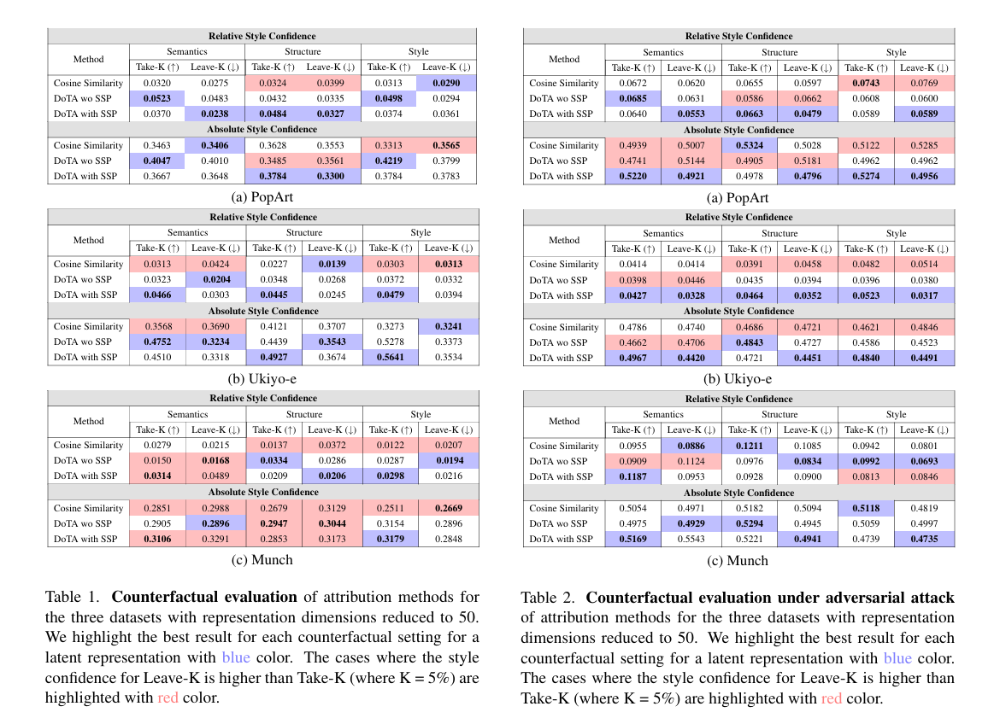 Relative Style Confidence
Method Semantics Structure Style
Take-K (↑) Leave-K (↓) Take-K (↑) Leave-K (↓) Take-K (↑) Leave-K (↓)
Cosine Similarity 0.0320 0.0275 0.0324 0.0399 0.0313 0.0290
DoTA wo SSP 0.0523 0.0483 0.0432 0.0335 0.0498 0.0294
DoTA with SSP 0.0370 0.0238 0.0484 0.0327 0.0374 0.0361
Absolute Style Confidence
Cosine Similarity 0.3463 0.3406 0.3628 0.3553 0.3313 0.3565
DoTA wo SSP 0.4047 0.4010 0.3485 0.3561 0.4219 0.3799
DoTA with SSP 0.3667 0.3648 0.3784 0.3300 0.3784 0.3783
(a) PopArt
Relative Style Confidence
Method Semantics Structure Style
Take-K (↑) Leave-K (↓) Take-K (↑) Leave-K (↓) Take-K (↑) Leave-K (↓)
Cosine Similarity 0.0313 0.0424 0.0227 0.0139 0.0303 0.0313
DoTA wo SSP 0.0323 0.0204 0.0348 0.0268 0.0372 0.0332
DoTA with SSP 0.0466 0.0303 0.0445 0.0245 0.0479 0.0394
Absolute Style Confidence
Cosine Similarity 0.3568 0.3690 0.4121 0.3707 0.3273 0.3241
DoTA wo SSP 0.4752 0.3234 0.4439 0.3543 0.5278 0.3373
DoTA with SSP 0.4510 0.3318 0.4927 0.3674 0.5641 0.3534
(b) Ukiyo-e
Relative Style Confidence
Method Semantics Structure Style
Take-K (↑) Leave-K (↓) Take-K (↑) Leave-K (↓) Take-K (↑) Leave-K (↓)
Cosine Similarity 0.0279 0.0215 0.0137 0.0372 0.0122 0.0207
DoTA wo SSP 0.0150 0.0168 0.0334 0.0286 0.0287 0.0194
DoTA with SSP 0.0314 0.0489 0.0209 0.0206 0.0298 0.0216
Absolute Style Confidence
Cosine Similarity 0.2851 0.2988 0.2679 0.3129 0.2511 0.2669
DoTA wo SSP 0.2905 0.2896 0.2947 0.3044 0.3154 0.2896
DoTA with SSP 0.3106 0.3291 0.2853 0.3173 0.3179 0.2848
(c) Munch
Table 1. Counterfactual evaluation of attribution methods for
the three datasets with representation dimensions reduced to 50.
We highlight the best result for each counterfactual setting for a
latent representation with blue color. The cases where the style
confidence for Leave-K is higher than Take-K (where K = 5%) are
highlighted with red color.
Relative Style Confidence
Method Semantics Structure Style
Take-K (↑) Leave-K (↓) Take-K (↑) Leave-K (↓) Take-K (↑) Leave-K (↓)
Cosine Similarity 0.0672 0.0620 0.0655 0.0597 0.0743 0.0769
DoTA wo SSP 0.0685 0.0631 0.0586 0.0662 0.0608 0.0600
DoTA with SSP 0.0640 0.0553 0.0663 0.0479 0.0589 0.0589
Absolute Style Confidence
Cosine Similarity 0.4939 0.5007 0.5324 0.5028 0.5122 0.5285
DoTA wo SSP 0.4741 0.5144 0.4905 0.5181 0.4962 0.4962
DoTA with SSP 0.5220 0.4921 0.4978 0.4796 0.5274 0.4956
(a) PopArt
Relative Style Confidence
Method Semantics Structure Style
Take-K (↑) Leave-K (↓) Take-K (↑) Leave-K (↓) Take-K (↑) Leave-K (↓)
Cosine Similarity 0.0414 0.0414 0.0391 0.0458 0.0482 0.0514
DoTA wo SSP 0.0398 0.0446 0.0435 0.0394 0.0396 0.0380
DoTA with SSP 0.0427 0.0328 0.0464 0.0352 0.0523 0.0317
Absolute Style Confidence
Cosine Similarity 0.4786 0.4740 0.4686 0.4721 0.4621 0.4846
DoTA wo SSP 0.4662 0.4706 0.4843 0.4727 0.4586 0.4523
DoTA with SSP 0.4967 0.4420 0.4721 0.4451 0.4840 0.4491
(b) Ukiyo-e
Relative Style Confidence
Method Semantics Structure Style
Take-K (↑) Leave-K (↓) Take-K (↑) Leave-K (↓) Take-K (↑) Leave-K (↓)
Cosine Similarity 0.0955 0.0886 0.1211 0.1085 0.0942 0.0801
DoTA wo SSP 0.0909 0.1124 0.0976 0.0834 0.0992 0.0693
DoTA with SSP 0.1187 0.0953 0.0928 0.0900 0.0813 0.0846
Absolute Style Confidence
Cosine Similarity 0.5054 0.4971 0.5182 0.5094 0.5118 0.4819
DoTA wo SSP 0.4975 0.4929 0.5294 0.4945 0.5059 0.4997
DoTA with SSP 0.5169 0.5543 0.5221 0.4941 0.4739 0.4735
(c) Munch
Table 2. Counterfactual evaluation under adversarial attack
of attribution methods for the three datasets with representation
dimensions reduced to 50. We highlight the best result for each
counterfactual setting for a latent representation with blue color.
The cases where the style confidence for Leave-K is higher than
Take-K (where K = 5%) are highlighted with red color.